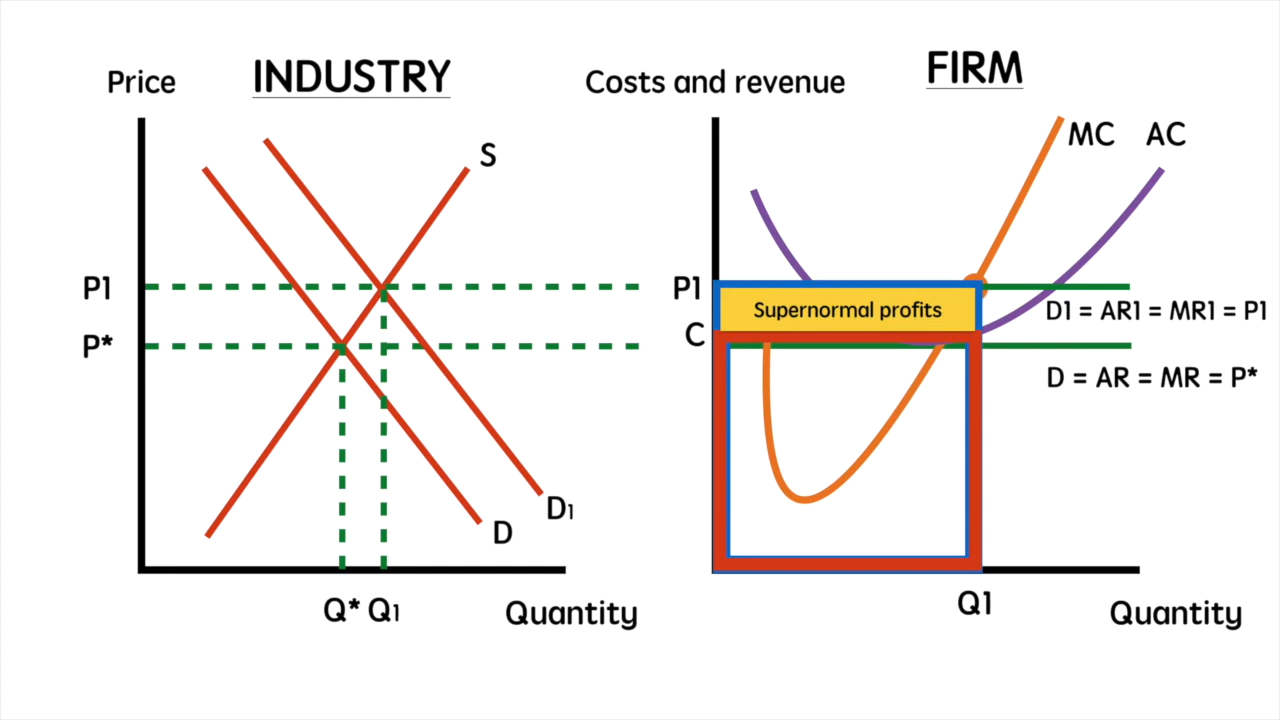 INDUSTRY
Price
S
P1
P*
D1
D
Q* Q1
Quantity
FIRM
Costs and revenue
MC
AC
P1
Supernormal profits
D1 = AR1 = MR1 = P1
C
D = AR = MR = P*
Q1
Quantity